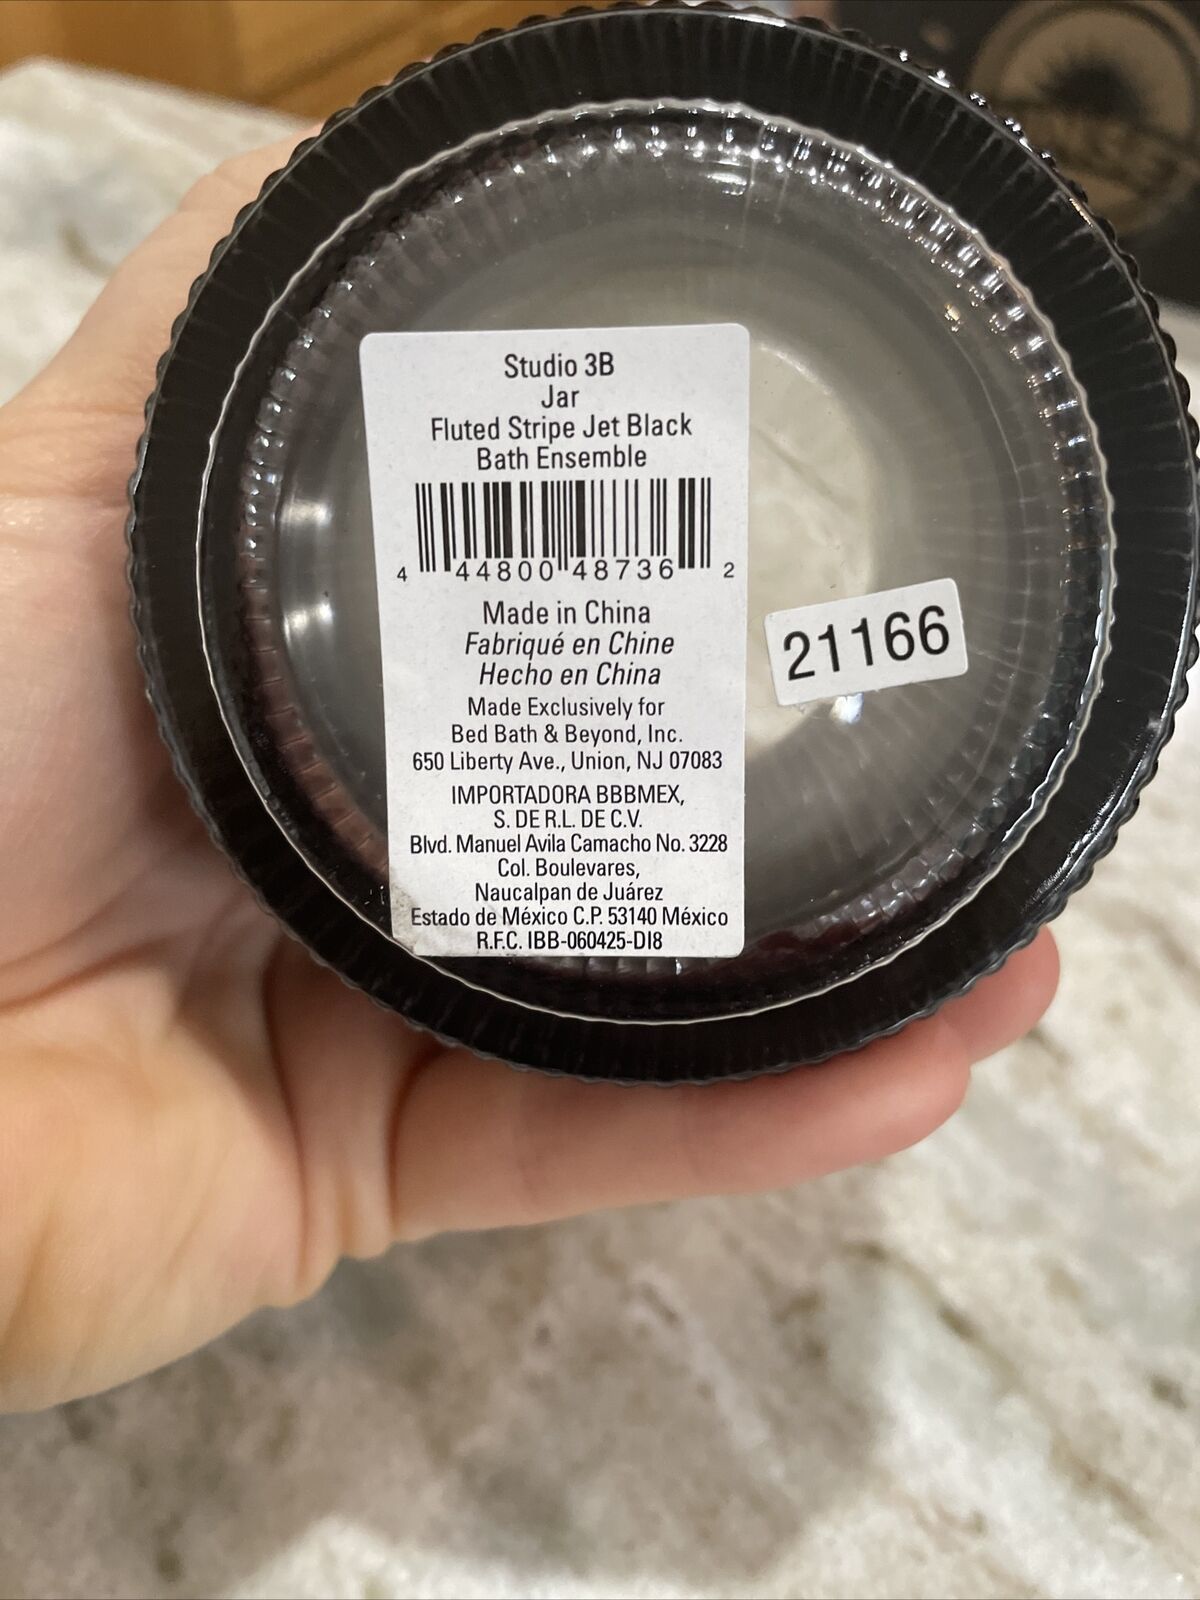 Studio 3B
Jar
Fluted Stripe Jet Black
Bath Ensemble
4 44800 48736 2
Made in China
Fabriqué en Chine
Hecho en China
Made Exclusively for
Bed Bath & Beyond, Inc.
650 Liberty Ave., Union, NJ 07083
IMPORTADORA BBBMEX,
S. DE R.L. DE C.V.
Blvd. Manuel Avila Camacho No. 3228
Col. Boulevares,
Naucalpan de Juárez
Estado de México C.P. 53140 México
R.F.C. IBB-060425-DI8
21166